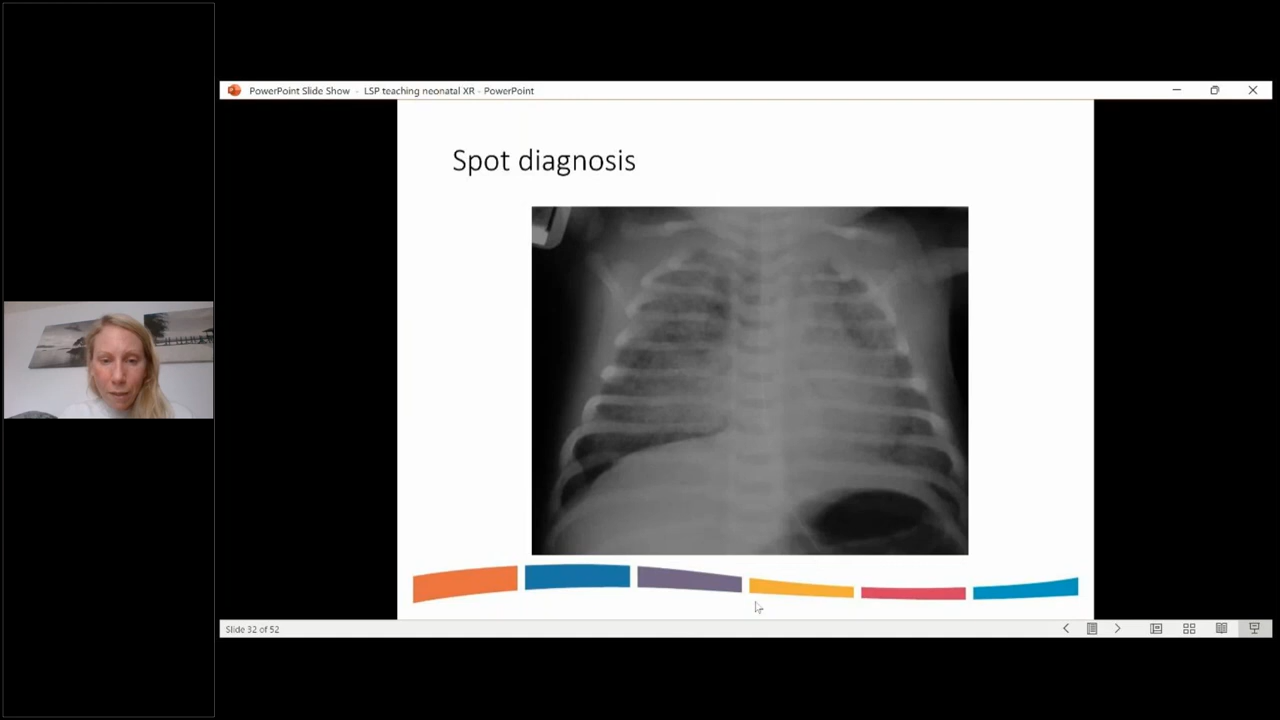 PowerPoint Slide Show - LSP teaching neonatal XR - PowerPoint
Spot diagnosis
Slide 32 of 52